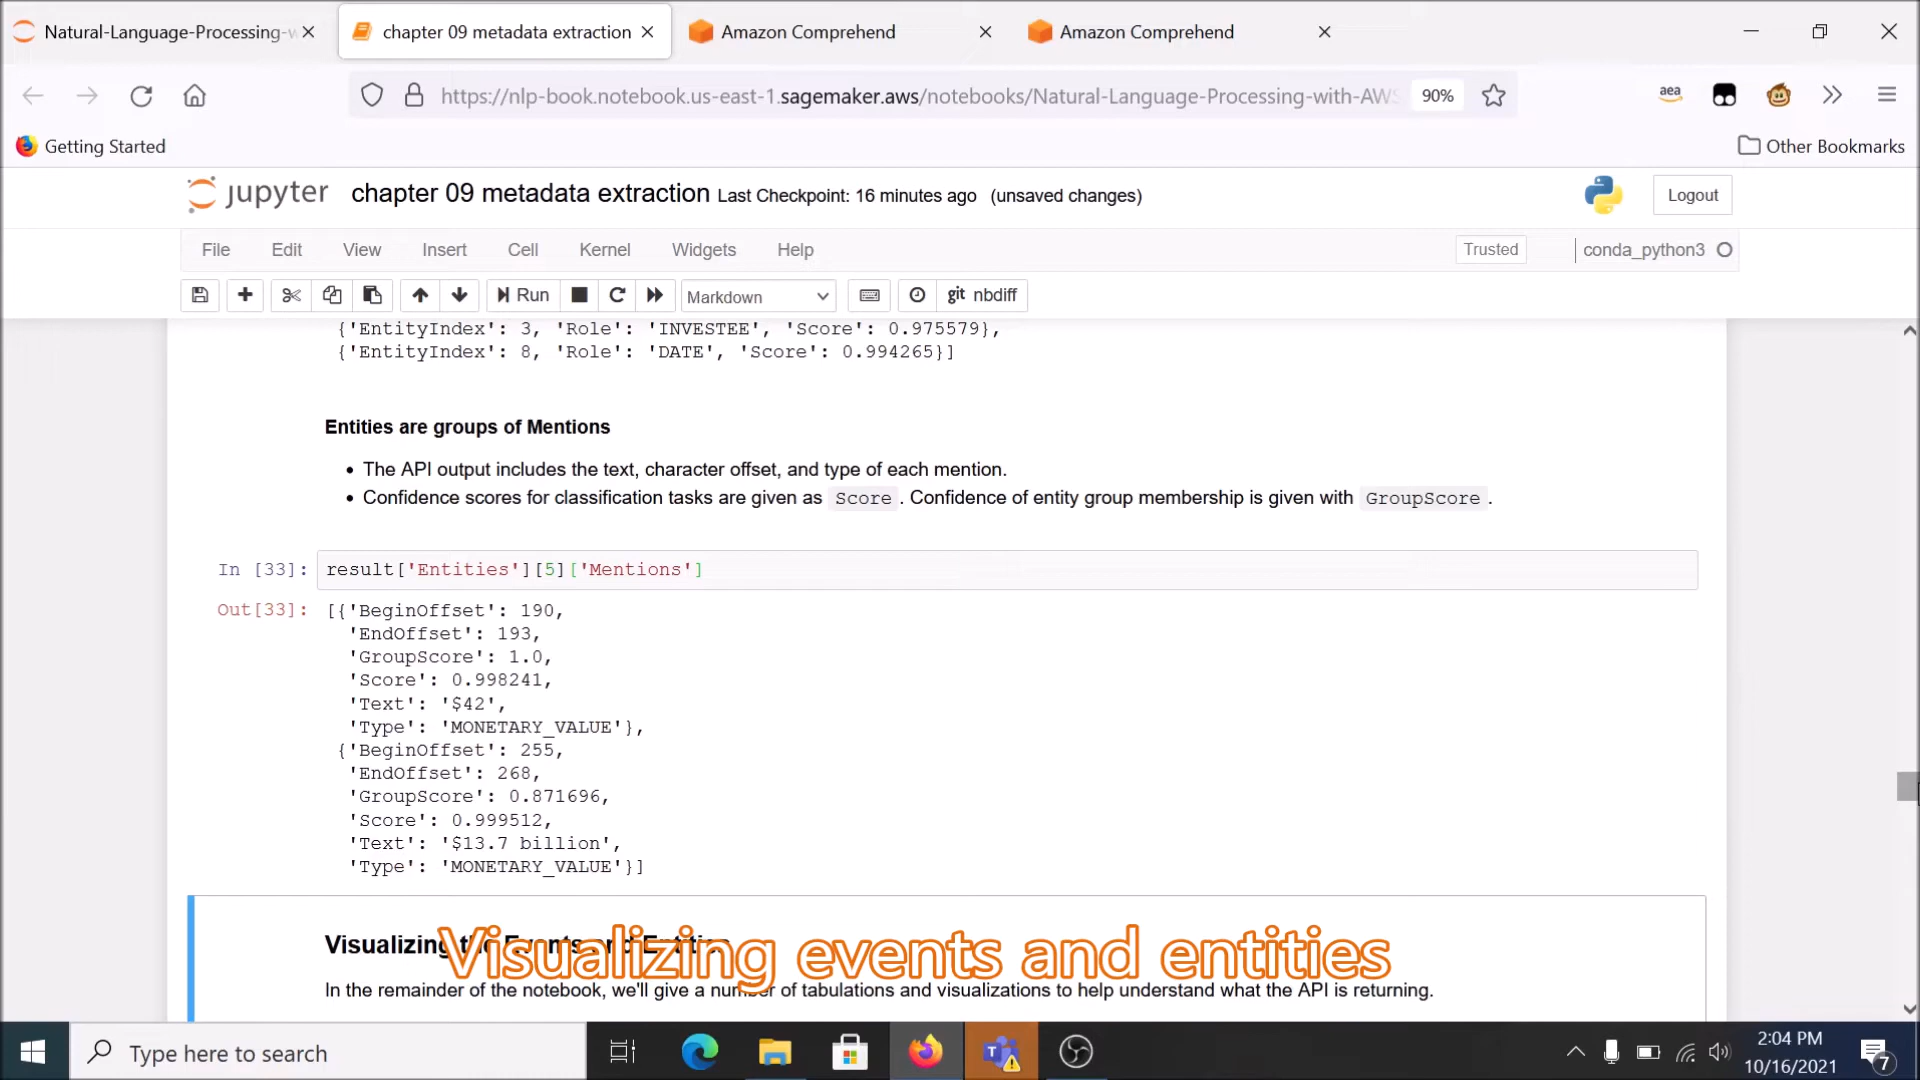 Natural-Language-Processing-w
chapter 09 metadata extraction
Amazon Comprehend
Amazon Comprehend
https://nlp-book.notebook.us-east-1.sagemaker.aws/notebooks/Natural-Language-Processing-with-AWS
90%
aea
Getting Started
Other Bookmarks
jupyter chapter 09 metadata extraction Last Checkpoint: 16 minutes ago (unsaved changes)
Logout
File Edit View Insert Cell Kernel Widgets Help
Trusted
conda_python3
Run
Markdown
git nbdiff
{'EntityIndex': 3, 'Role': 'INVESTEE', 'Score': 0.975579},
{'EntityIndex': 8, 'Role': 'DATE', 'Score': 0.994265}]
Entities are groups of Mentions
• The API output includes the text, character offset, and type of each mention.
• Confidence scores for classification tasks are given as Score. Confidence of entity group membership is given with GroupScore.
In [33]: result['Entities'][5]['Mentions']
Out[33]: [{'BeginOffset': 190,
'EndOffset': 193,
'GroupScore': 1.0,
'Score': 0.998241,
'Text': '$42',
'Type': 'MONETARY_VALUE'},
{'BeginOffset': 255,
'EndOffset': 268,
'GroupScore': 0.871696,
'Score': 0.999512,
'Text': '$13.7 billion',
'Type': 'MONETARY_VALUE'}]
Visualizing the Events and Entities
Visualizing events and entities
In the remainder of the notebook, we'll give a number of tabulations and visualizations to help understand what the API is returning.
Type here to search
2:04 PM
10/16/2021
7